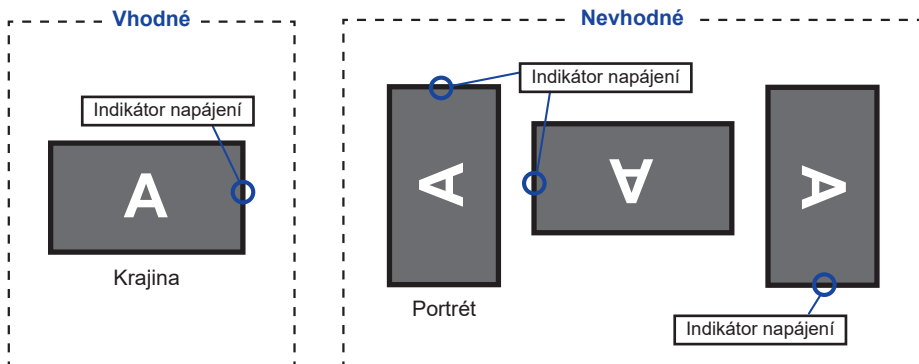 Vhodné
Indikátor napájení
A
Krajina
Nevhodné
Indikátor napájení
A
A
A
Portrét
Indikátor napájení